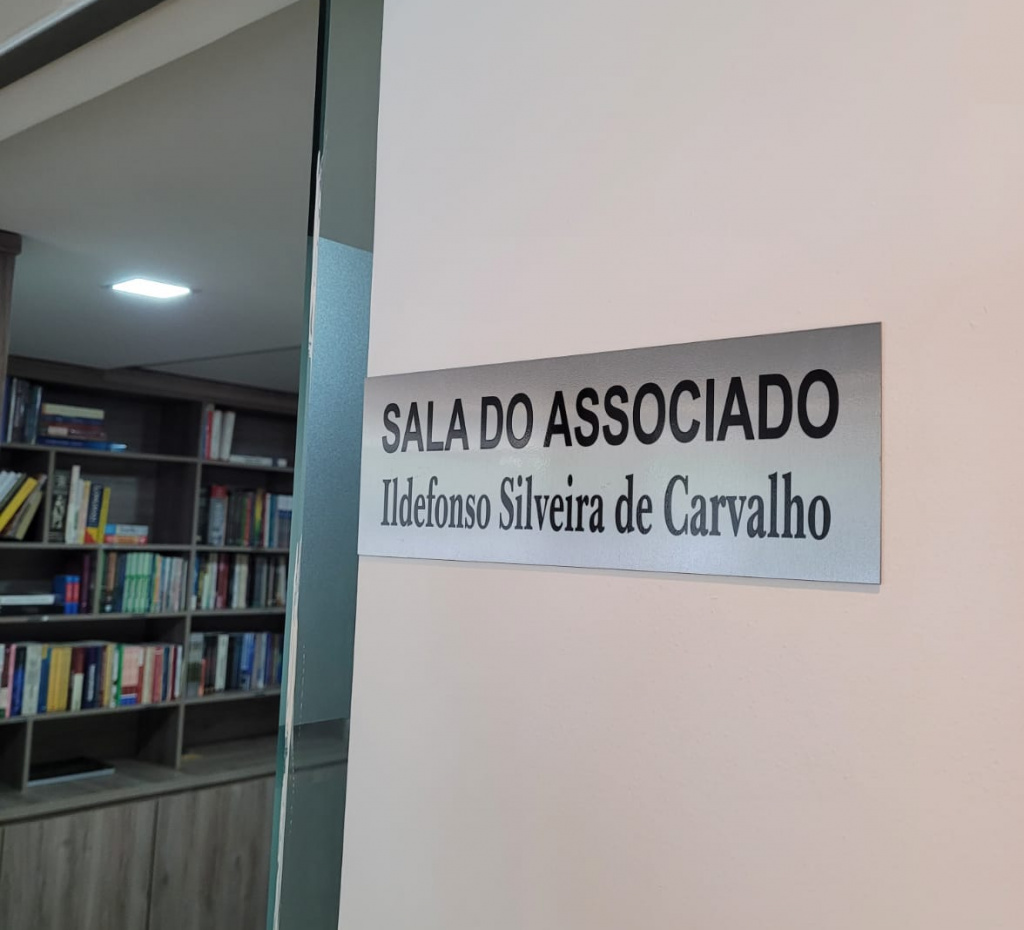 SALA DO ASSOCIADO
Ildefonso Silveira de Carvalho